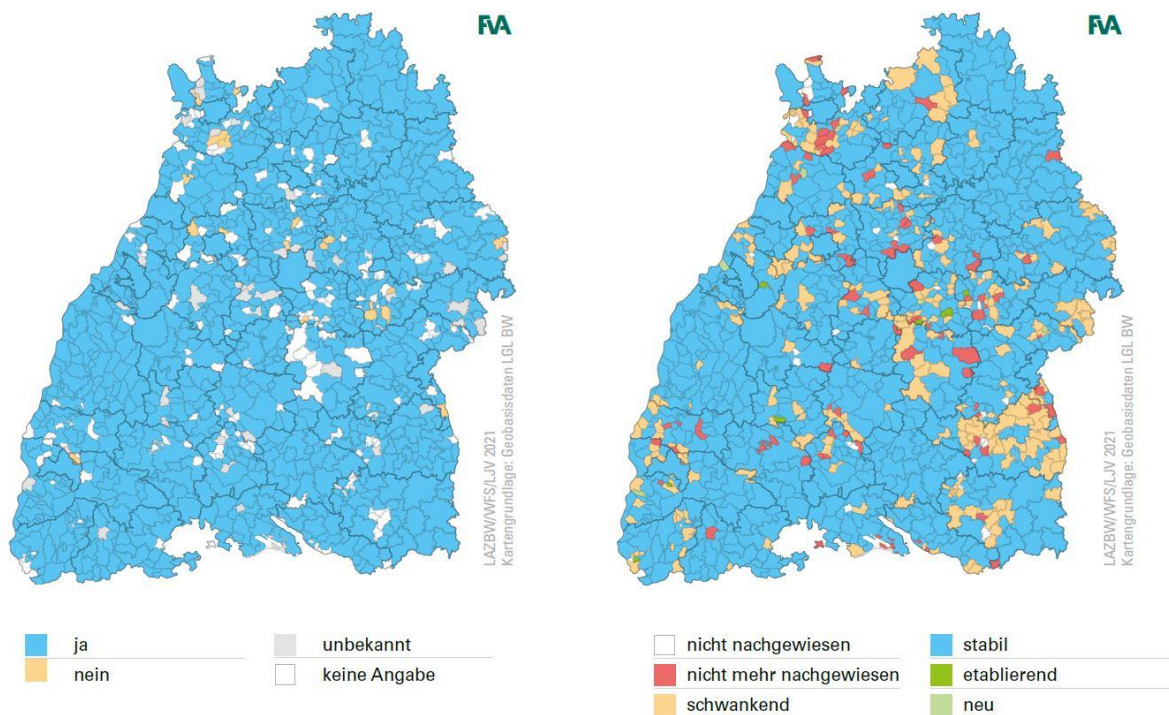 FVA
LAZBW/WFS/LJV 2021
Kartengrundlage: Geobasisdaten LGL BW
ja
nein
unbekannt
keine Angabe
FVA
LAZBW/WFS/LJV 2021
Kartengrundlage: Geobasisdaten LGL BW
nicht nachgewiesen
nicht mehr nachgewiesen
schwankend
stabil
etablierend
neu